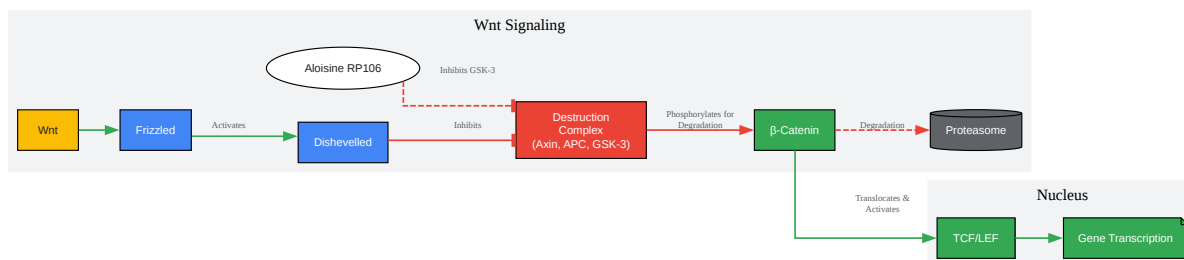 Wnt Signaling
Aloisine RP106
Inhibits GSK-3
Wnt
Frizzled
Activates
Dishevelled
Inhibits
Destruction
Complex
(Axin, APC, GSK-3)
Phosphorylates for
Degradation
β-Catenin
Degradation
Proteasome
Translocates &
Activates
Nucleus
TCF/LEF
Gene Transcription